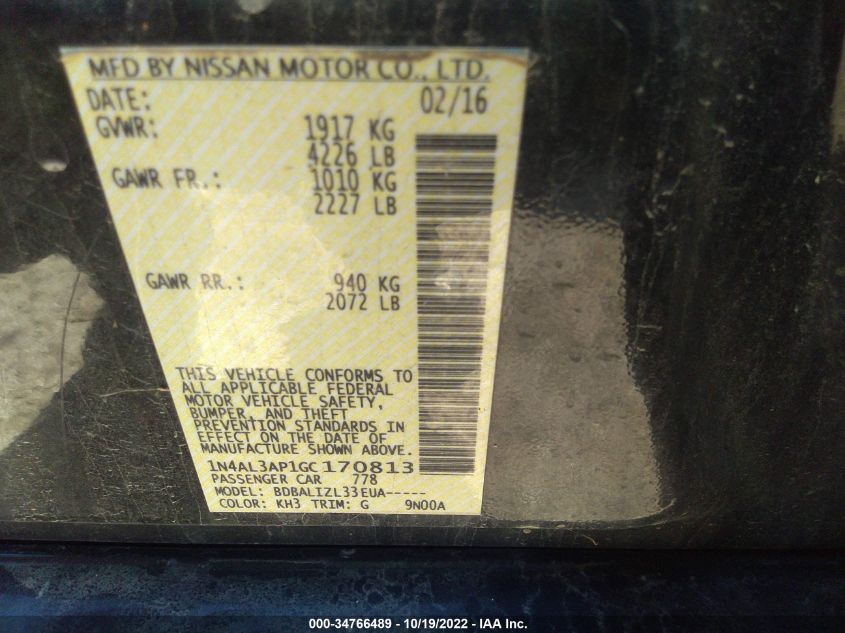 MFD BY NISSAN MOTOR CO., LTD.
DATE: 02/16
GVWR: 1917 KG
4226 LB
GAWR FR.: 1010 KG
2227 LB
GAWR RR.: 940 KG
2072 LB
THIS VEHICLE CONFORMS TO
ALL APPLICABLE FEDERAL
MOTOR VEHICLE SAFETY,
BUMPER, AND THEFT
PREVENTION STANDARDS IN
EFFECT ON THE DATE OF
MANUFACTURE SHOWN ABOVE.
1N4AL3AP1GC170813
PASSENGER CAR 778
MODEL: BDBALIZL33EUA-----
COLOR: KH3 TRIM: G 9N00A
000-34766489 - 10/19/2022 - IAA Inc.